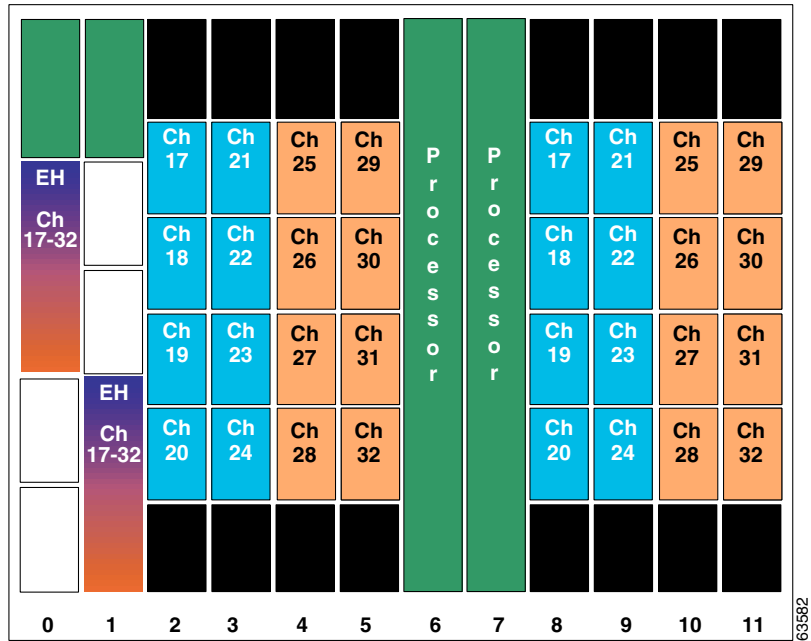 Ch 17 Ch 21 Ch 25 Ch 29 Ch 17 Ch 21 Ch 25 Ch 29
EH
Ch
17-32
Ch 18 Ch 22 Ch 26 Ch 30 Ch 18 Ch 22 Ch 26 Ch 30
Processor Processor
Ch 19 Ch 23 Ch 27 Ch 31 Ch 19 Ch 23 Ch 27 Ch 31
EH
Ch
17-32
Ch 20 Ch 24 Ch 28 Ch 32 Ch 20 Ch 24 Ch 28 Ch 32
0 1 2 3 4 5 6 7 8 9 10 11
63582